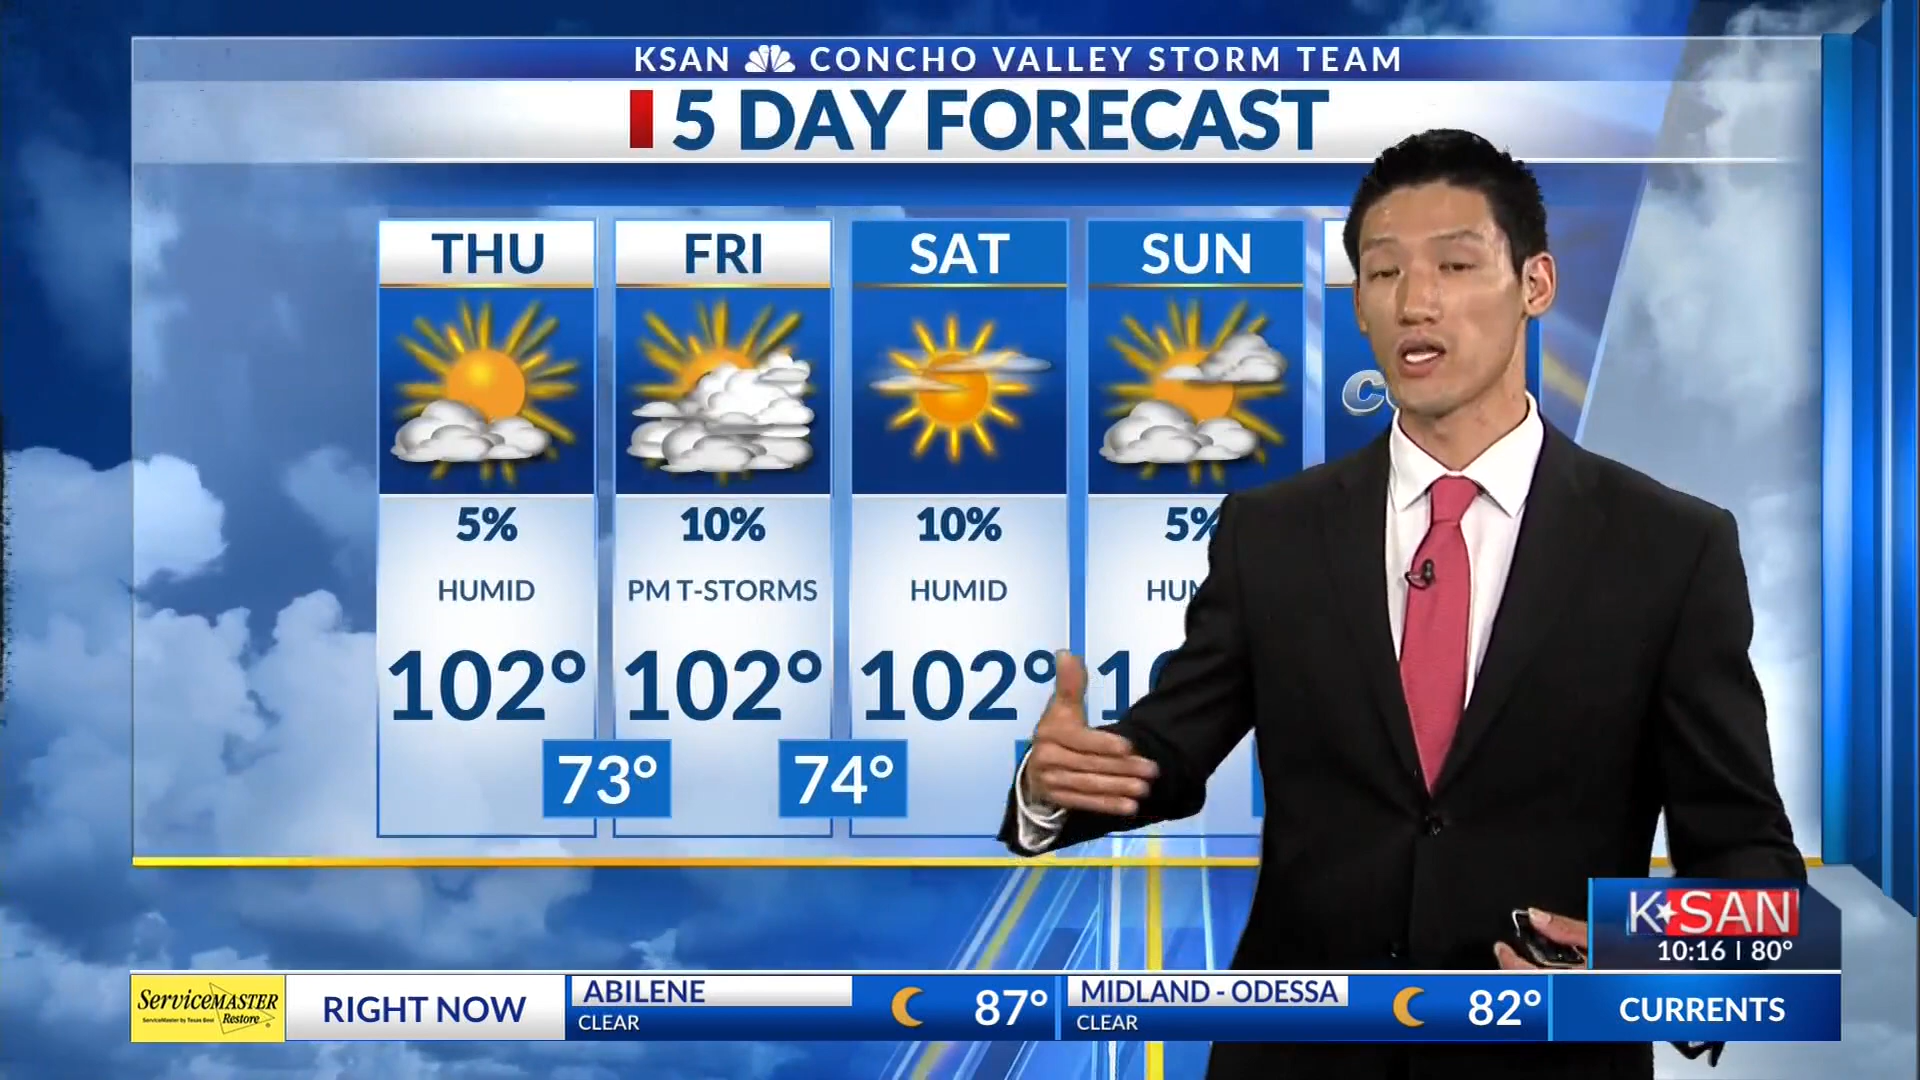 KSAN CONCHO VALLEY STORM TEAM
5 DAY FORECAST
THU FRI SAT SUN
5% 10% 10% 5%
HUMID PM T-STORMS HUMID
102° 102° 102°
73° 74°
KSAN
10:16 | 80°
ServiceMASTER
Restore
RIGHT NOW
ABILENE
CLEAR
87°
MIDLAND - ODESSA
CLEAR
82°
CURRENTS